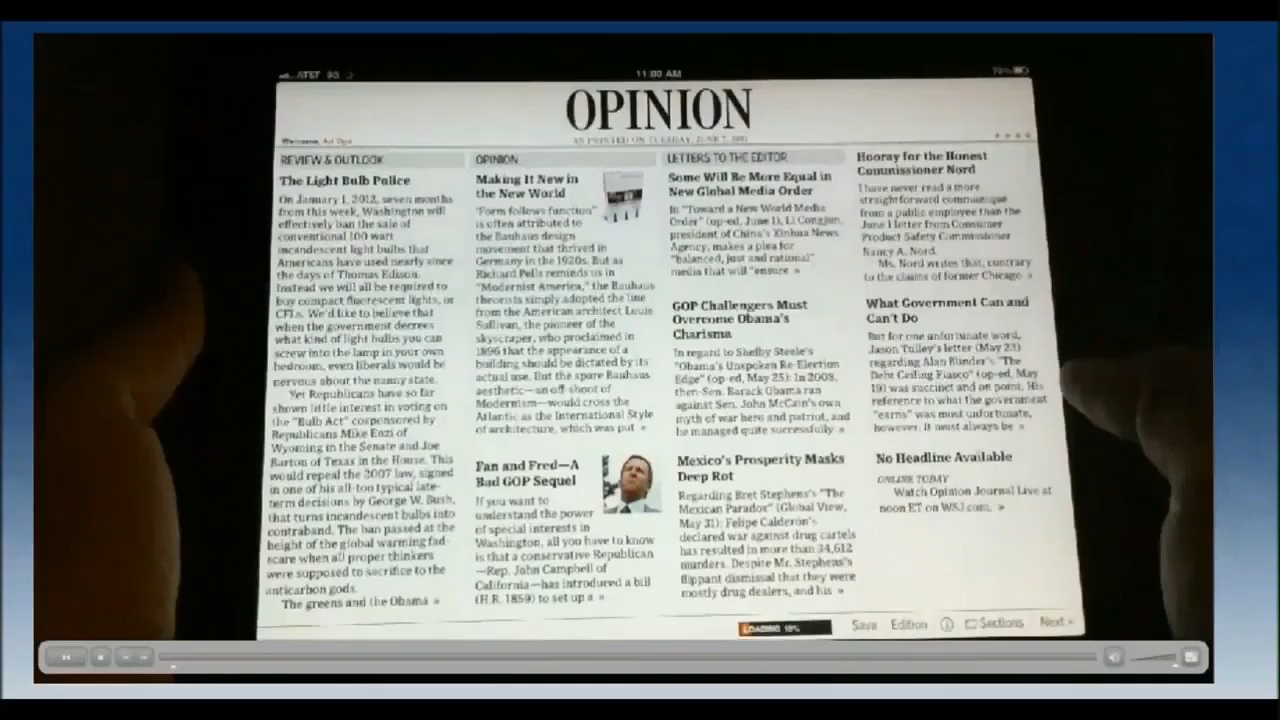 AT&T 3G
11:00 AM
79%
OPINION
AS PRINTED ON TUESDAY, JUNE 7, 2011
Welcome, Ad Ops
REVIEW & OUTLOOK
The Light Bulb Police
On January 1, 2012, seven months
from this week, Washington will
effectively ban the sale of
conventional 100 watt
incandescent light bulbs that
Americans have used nearly since
the days of Thomas Edison.
Instead we will all be required to
buy compact fluorescent lights, or
CFLs. We'd like to believe that
when the government decrees
what kind of light bulbs you can
screw into the lamp in your own
bedroom, even liberals would be
nervous about the nanny state.
Yet Republicans have so far
shown little interest in voting on
the "Bulb Act" cosponsored by
Republicans Mike Enzi of
Wyoming in the Senate and Joe
Barton of Texas in the House. This
would repeal the 2007 law, signed
in one of his all-too typical late-
term decisions by George W. Bush,
that turns incandescent bulbs into
contraband. The ban passed at the
height of the global warming fad-
scare when all proper thinkers
were supposed to sacrifice to the
anticarbon gods.
The greens and the Obama »
OPINION
Making It New in
the New World
'Form follows function"
is often attributed to
the Bauhaus design
movement that thrived in
Germany in the 1920s. But as
Richard Pells reminds us in
"Modernist America," the Bauhaus
theorists simply adopted the line
from the American architect Louis
Sullivan, the pioneer of the
skyscraper, who proclaimed in
1896 that the appearance of a
building should be dictated by its
actual use. But the spare Bauhaus
aesthetic—an off-shoot of
Modernism—would cross the
Atlantic as the International Style
of architecture, which was put »
Fan and Fred—A
Bad GOP Sequel
If you want to
understand the power
of special interests in
Washington, all you have to know
is that a conservative Republican
—Rep. John Campbell of
California—has introduced a bill
(H.R. 1859) to set up a »
LETTERS TO THE EDITOR
Some Will Be More Equal in
New Global Media Order
In "Toward a New World Media
Order" (op-ed, June 1), Li Congjun,
president of China's Xinhua News
Agency, makes a plea for
"balanced, just and rational"
media that will "ensure »
GOP Challengers Must
Overcome Obama's
Charisma
In regard to Shelby Steele's
"Obama's Unspoken Re-Election
Edge" (op-ed, May 25): In 2008,
then-Sen. Barack Obama ran
against Sen. John McCain's own
myth of war hero and patriot, and
he managed quite successfully »
Mexico's Prosperity Masks
Deep Rot
Regarding Bret Stephens's "The
Mexican Paradox" (Global View,
May 31): Felipe Calderón's
declared war against drug cartels
has resulted in more than 34,612
murders. Despite Mr. Stephens's
flippant dismissal that they were
mostly drug dealers, and his »
Hooray for the Honest
Commissioner Nord
I have never read a more
straightforward communique
from a public employee than the
June 1 letter from Consumer
Product Safety Commissioner
Nancy A. Nord.
Ms. Nord writes that, contrary
to the claims of former Chicago »
What Government Can and
Can't Do
But for one unfortunate word,
Jason Tulley's letter (May 23)
regarding Alan Blinder's "The
Debt Ceiling Fiasco" (op-ed, May
19) was succinct and on point. His
reference to what the government
"earns" was most unfortunate,
however. It must always be »
No Headline Available
ONLINE TODAY
Watch Opinion Journal Live at
noon ET on WSJ.com. »
LOADING 18%
Save Edition Sections Next »